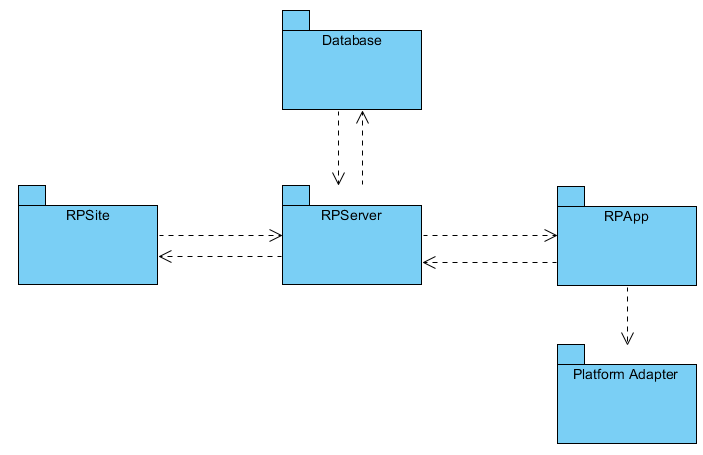 Database
RPSite
RPServer
RPApp
Platform Adapter